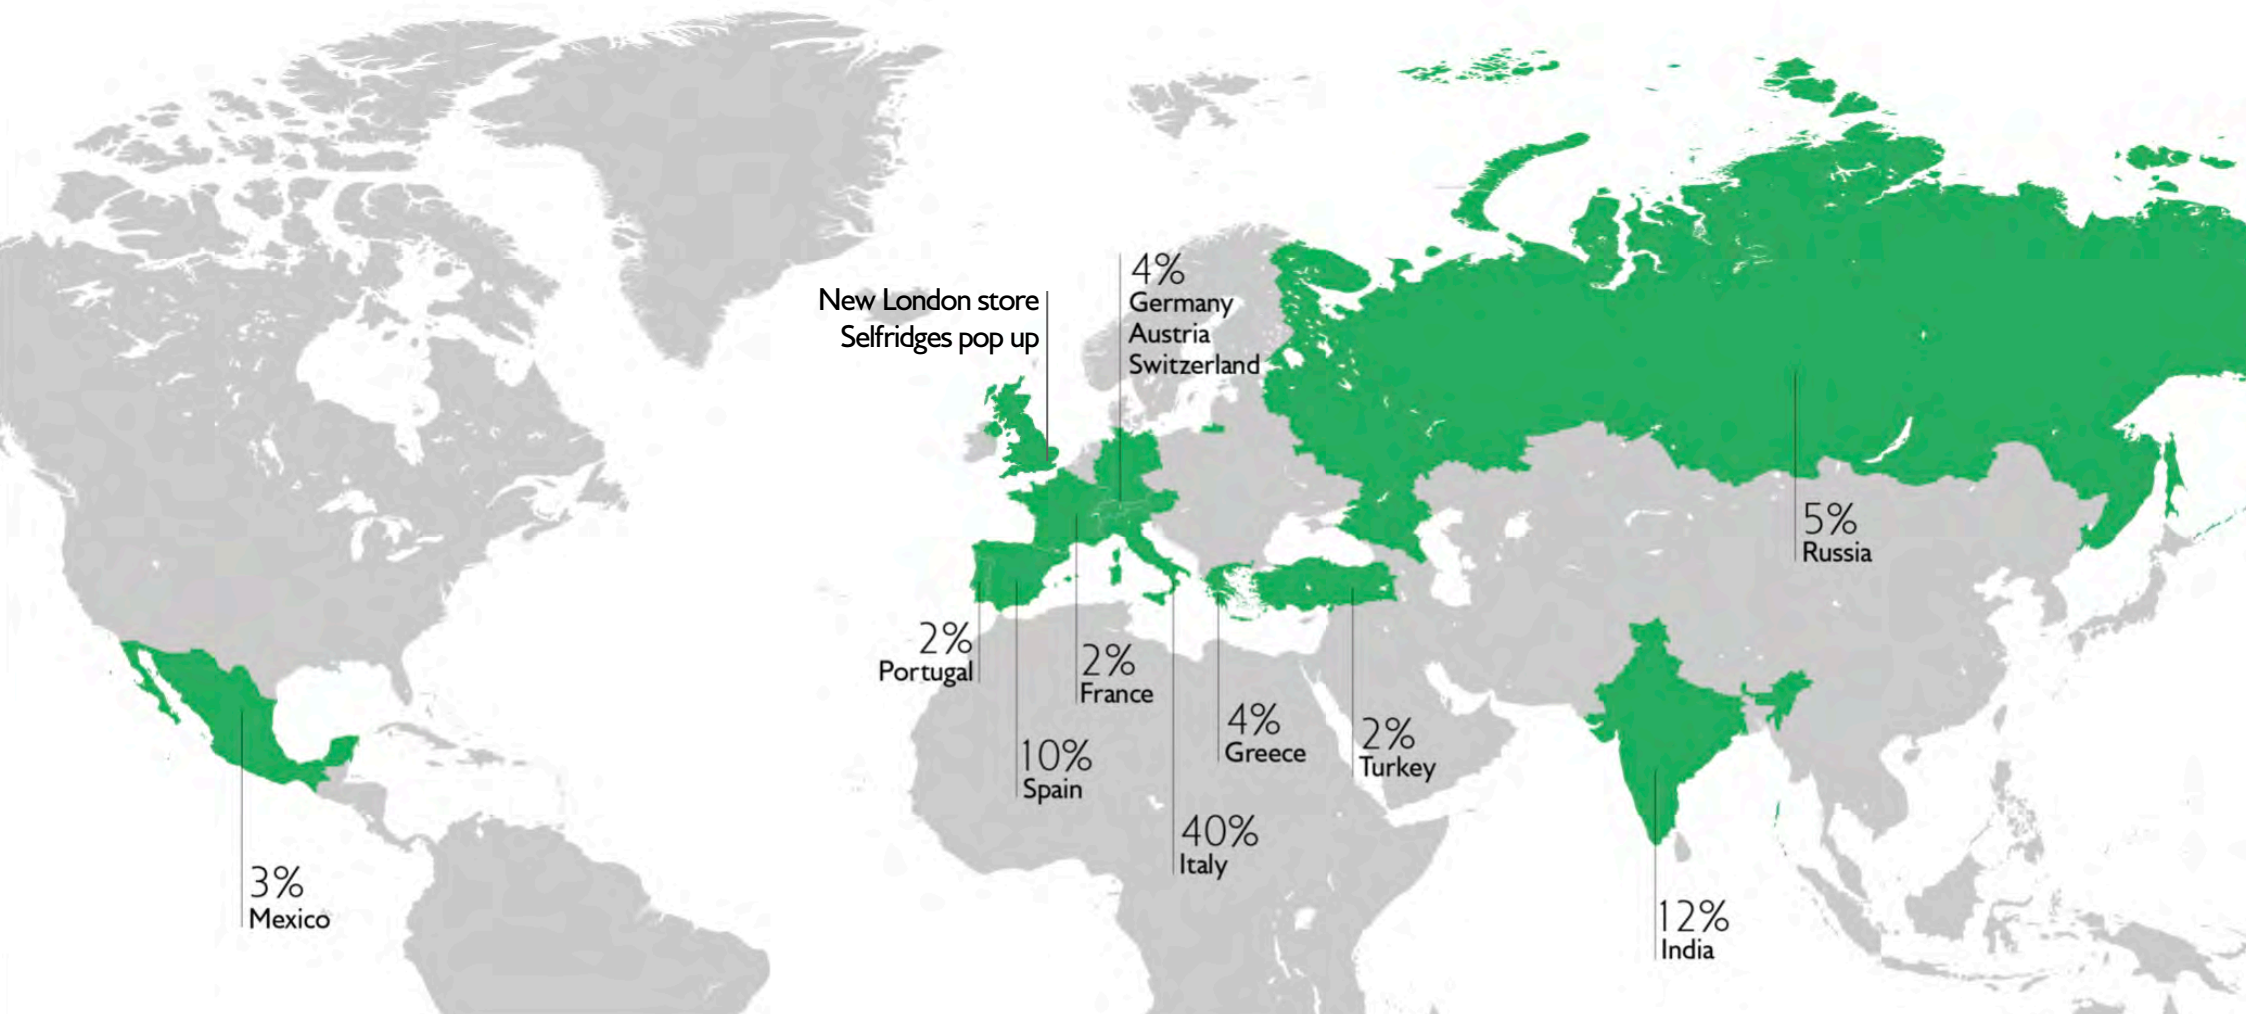 New London store
Selfridges pop up
4%
Germany
Austria
Switzerland
5%
Russia
2%
Portugal
2%
France
10%
Spain
4%
Greece
2%
Turkey
40%
Italy
3%
Mexico
12%
India